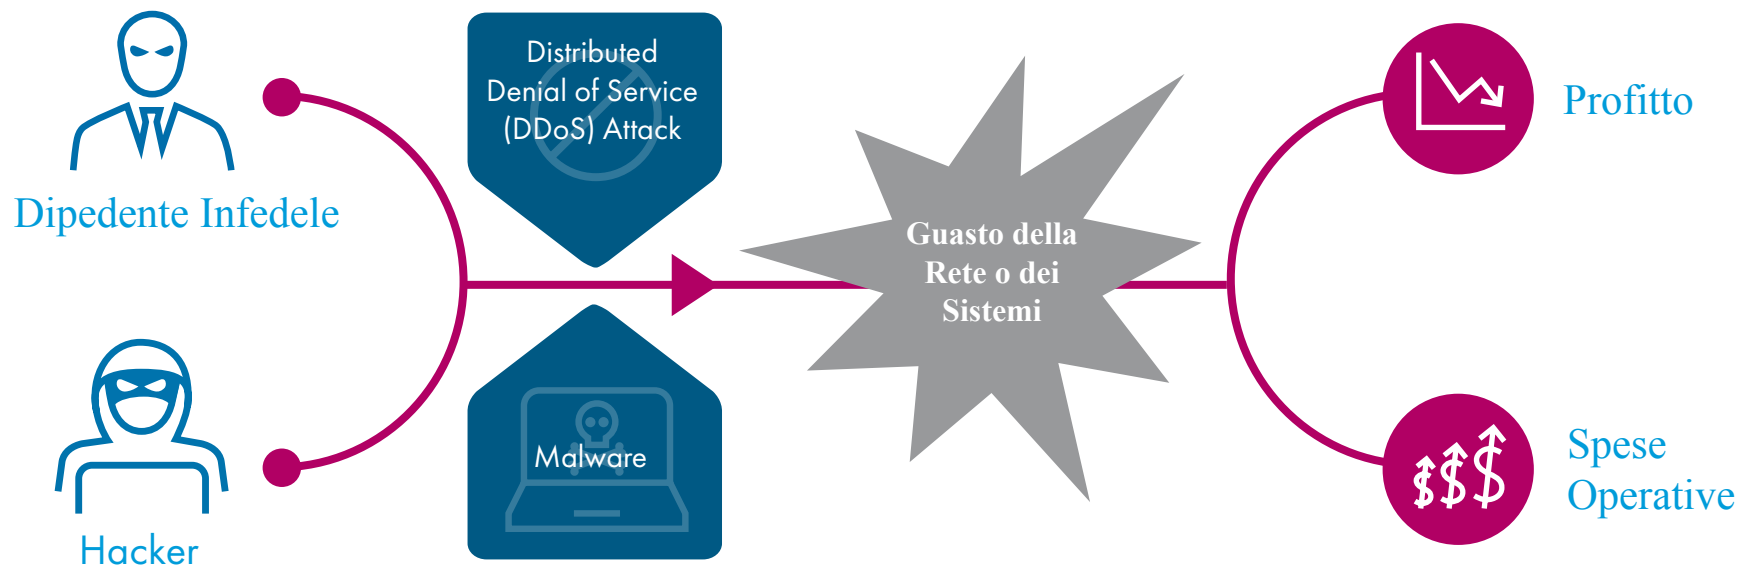 Dipedente Infedele
Hacker
Distributed
Denial of Service
(DDoS) Attack
Malware
Guasto della
Rete o dei
Sistemi
Profitto
Spese
Operative